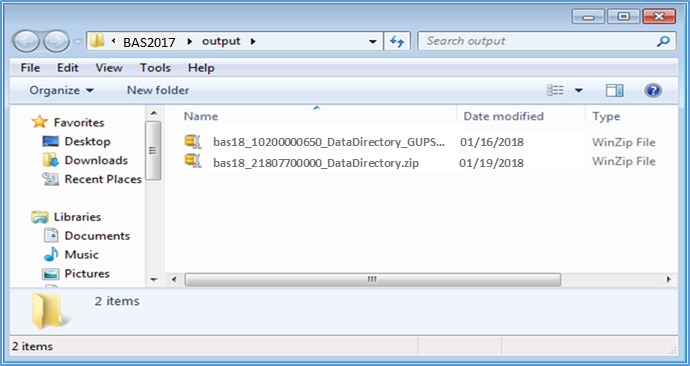 BAS2017 output Search output
File Edit View Tools Help
Organize New folder
Name Date modified Type
Favorites
Desktop
Downloads
Recent Places
Libraries
Documents
Music
Pictures
bas18_10200000650_DataDirectory_GUPS... 01/16/2018 WinZip File
bas18_21807700000_DataDirectory.zip 01/19/2018 WinZip File
2 items
2 items